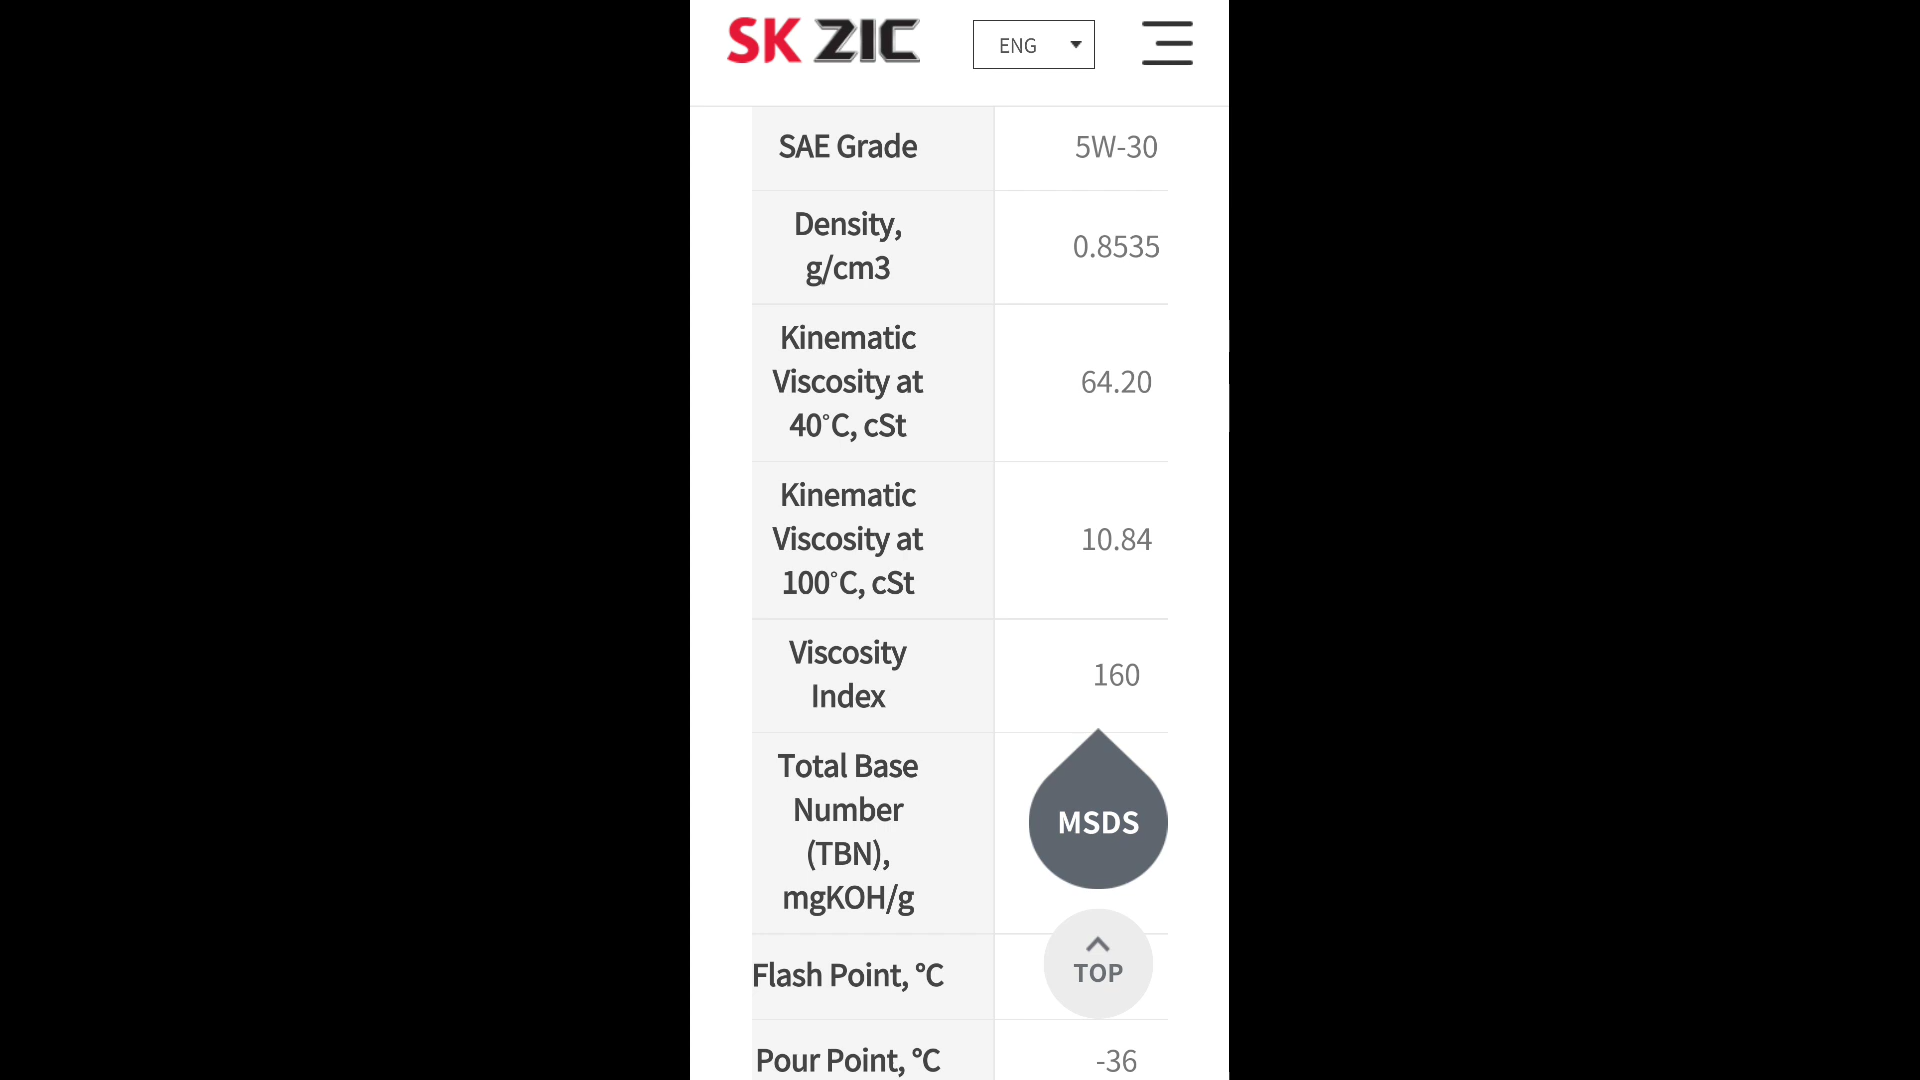 SK ZIC
ENG
SAE Grade
5W-30
Density,
g/cm3
0.8535
Kinematic
Viscosity at
40°C, cSt
64.20
Kinematic
Viscosity at
100°C, cSt
10.84
Viscosity
Index
160
Total Base
Number
(TBN),
mgKOH/g
MSDS
Flash Point, °C
TOP
Pour Point, °C
-36